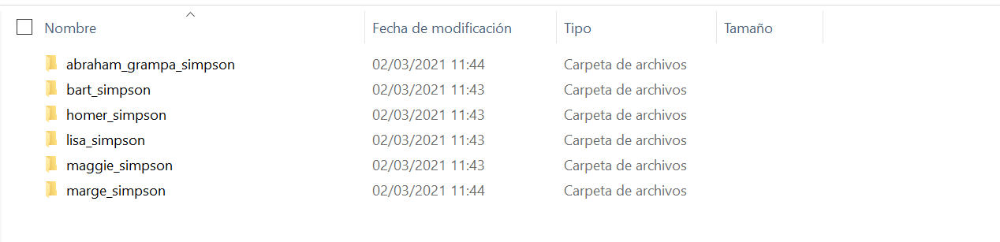 Nombre Fecha de modificación Tipo Tamaño
abraham_grampa_simpson 02/03/2021 11:44 Carpeta de archivos
bart_simpson 02/03/2021 11:43 Carpeta de archivos
homer_simpson 02/03/2021 11:43 Carpeta de archivos
lisa_simpson 02/03/2021 11:43 Carpeta de archivos
maggie_simpson 02/03/2021 11:43 Carpeta de archivos
marge_simpson 02/03/2021 11:44 Carpeta de archivos